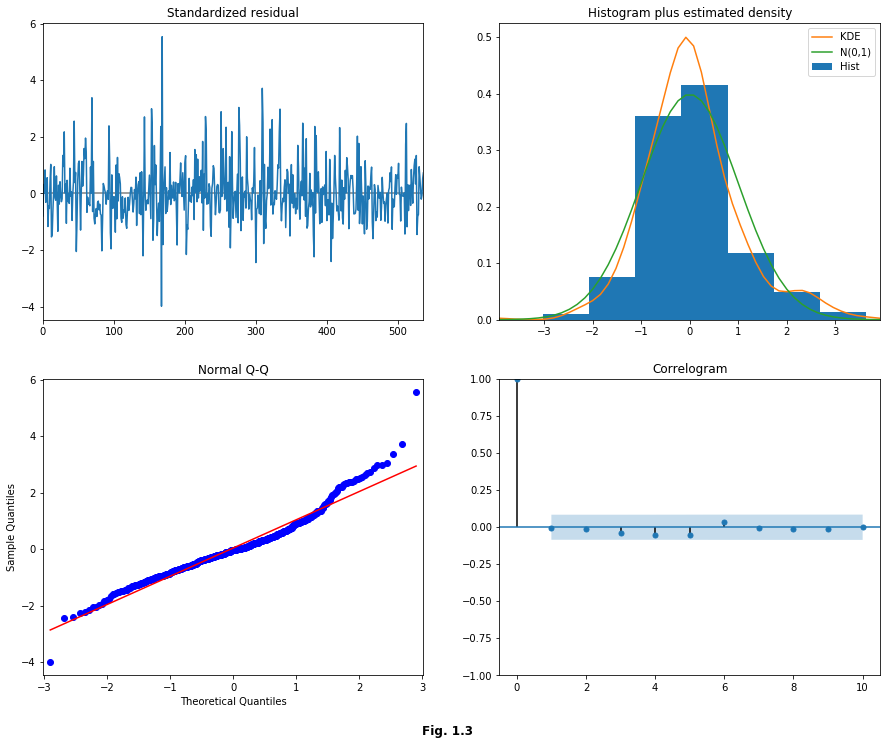 Standardized residual
6
4
2
0
−2
−4
0 100 200 300 400 500
Histogram plus estimated density
0.5
0.4
0.3
0.2
0.1
0.0
−3 −2 −1 0 1 2 3
KDE
N(0,1)
Hist
Normal Q-Q
Sample Quantiles
6
4
2
0
−2
−4
−3 −2 −1 0 1 2 3
Theoretical Quantiles
Correlogram
1.00
0.75
0.50
0.25
0.00
−0.25
−0.50
−0.75
−1.00
0 2 4 6 8 10
Fig. 1.3